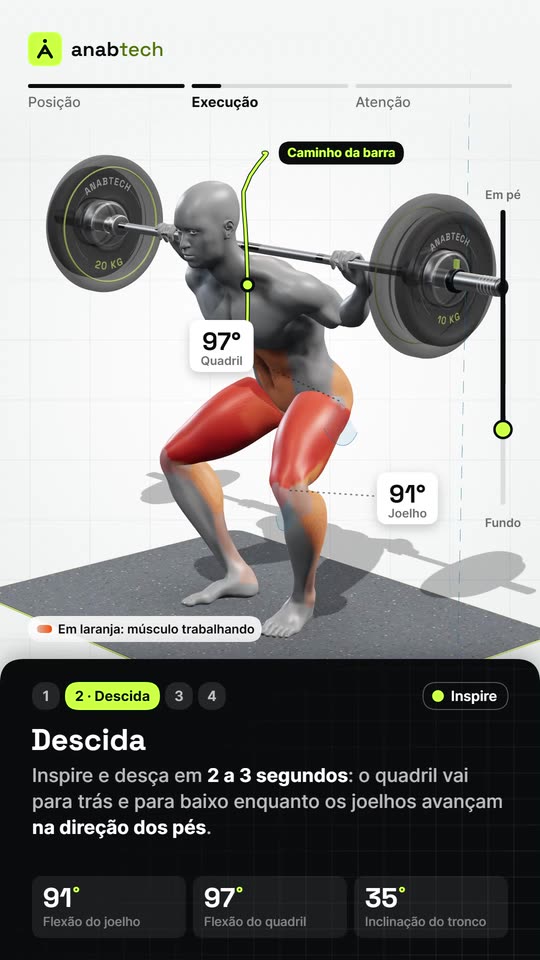 anabtech
Posição
Execução
Atenção
Caminho da barra
Em pé
ANABTECH
20 KG
ANABTECH
10 KG
97°
Quadril
91°
Joelho
Fundo
Em laranja: músculo trabalhando
1
2 · Descida
3
4
Inspire
Descida
Inspire e desça em 2 a 3 segundos: o quadril vai
para trás e para baixo enquanto os joelhos avançam
na direção dos pés.
91°
Flexão do joelho
97°
Flexão do quadril
35°
Inclinação do tronco